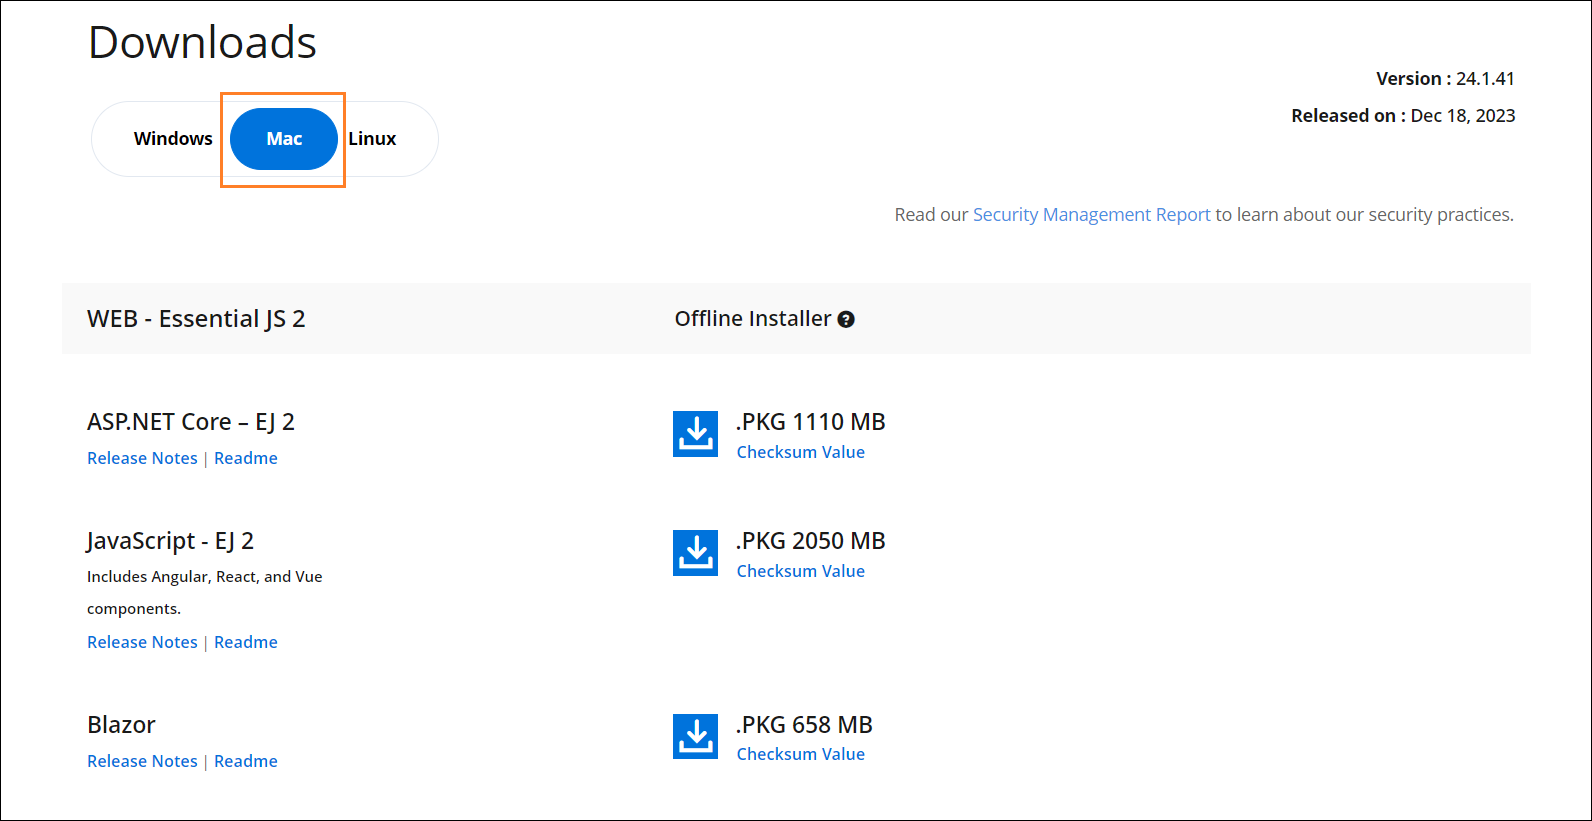 Downloads
Version : 24.1.41
Windows Mac Linux
Released on : Dec 18, 2023
Read our Security Management Report to learn about our security practices.
WEB - Essential JS 2
Offline Installer ?
ASP.NET Core – EJ 2
.PKG 1110 MB
Release Notes | Readme
Checksum Value
JavaScript - EJ 2
.PKG 2050 MB
Includes Angular, React, and Vue
Checksum Value
components.
Release Notes | Readme
Blazor
.PKG 658 MB
Release Notes | Readme
Checksum Value